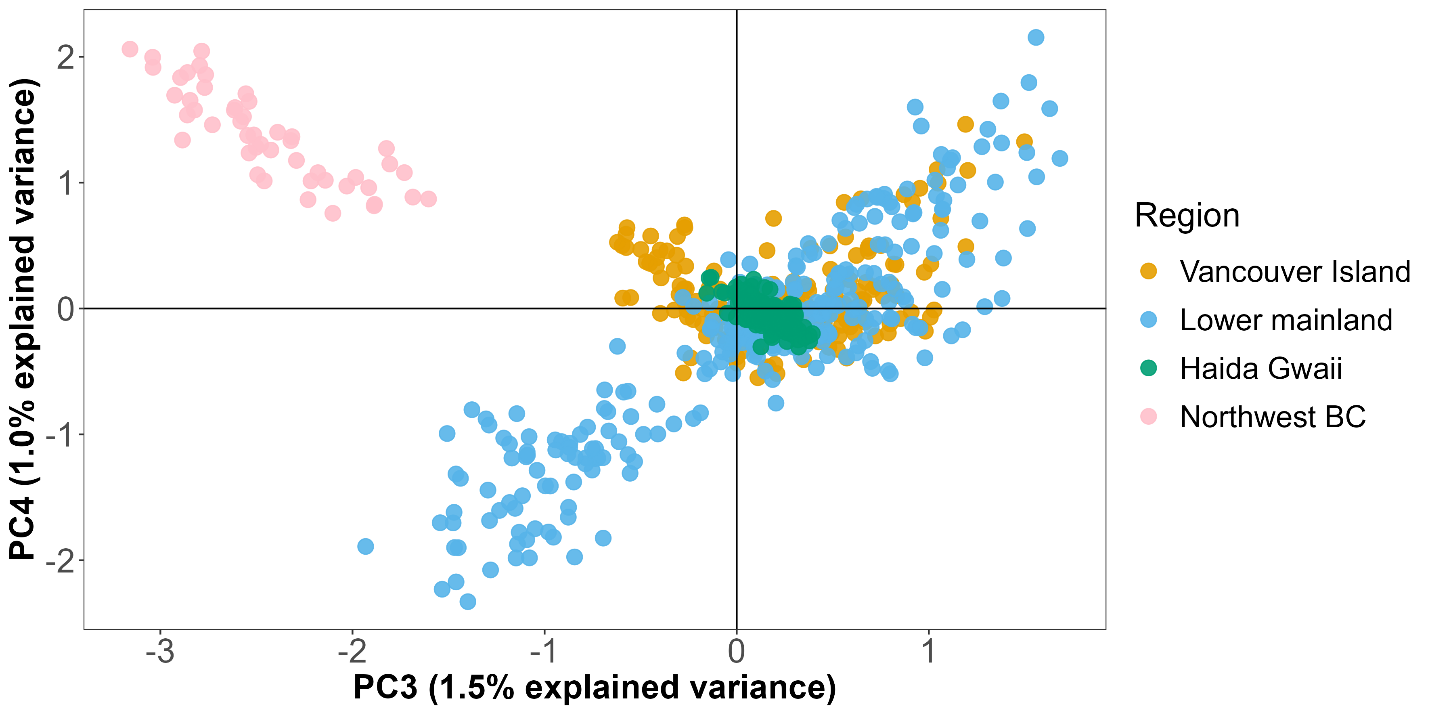 PC4 (1.0% explained variance)
2
1
0
-1
-2
-3
-2
-1
0
1
PC3 (1.5% explained variance)
Region
Vancouver Island
Lower mainland
Haida Gwaii
Northwest BC